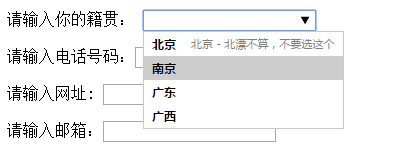 请输入你的籍贯：
北京 北京 - 北漂不算，不要选这个
请输入电话号码：
南京
请输入网址：
广东
广西
请输入邮箱：